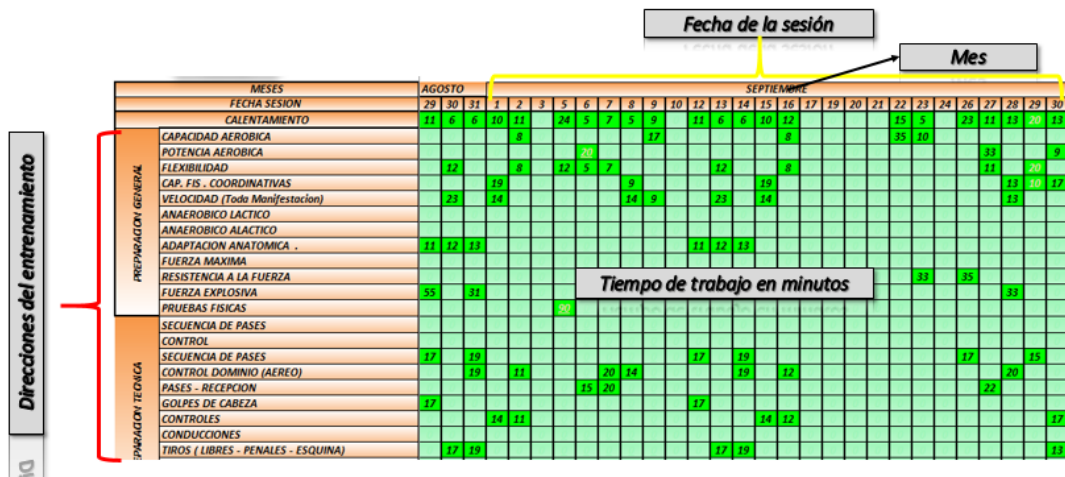 Fecha de la sesión
Mes
MESES AGOSTO SEPTIEMBRE
FECHA SESION 29 30 31 1 2 3 5 6 7 8 9 10 12 13 14 15 16 17 19 20 21 22 23 24 26 27 28 29 30
CALENTAMIENTO 11 6 6 10 11 24 5 7 5 9 11 6 6 10 12 15 5 23 11 13 20 13
CAPACIDAD AEROBICA 8 17 8 35 10
POTENCIA AEROBICA 20 33 9
FLEXIBILIDAD 12 8 12 5 7 12 8 11 20
CAP. FIS . COORDINATIVAS 19 9 15 13 10 17
VELOCIDAD (Toda Manifestacion) 23 14 14 9 23 14 13
ANAEROBICO LACTICO
ANAEROBICO ALACTICO
ADAPTACION ANATOMICA . 11 12 13 11 12 14
FUERZA MAXIMA
RESISTENCIA A LA FUERZA 33 35
FUERZA EXPLOSIVA 55 31 33
PRUEBAS FISICAS
SECUENCIA DE PASES
CONTROL
SECUENCIA DE PASES 17 19 17 19 17 15
CONTROL DOMINIO (AEREO) 19 11 20 14 19 12 20
PASES - RECEPCION 15 20 22
GOLPES DE CABEZA 17 17
CONTROLES 14 11 15 12 17
CONDUCCIONES
TIROS ( LIBRES - PENALES - ESQUINA) 17 19 17 19 13
PREPARACION GENERAL
PREPARACION TECNICA
Direcciones del entrenamiento
Tiempo de trabajo en minutos